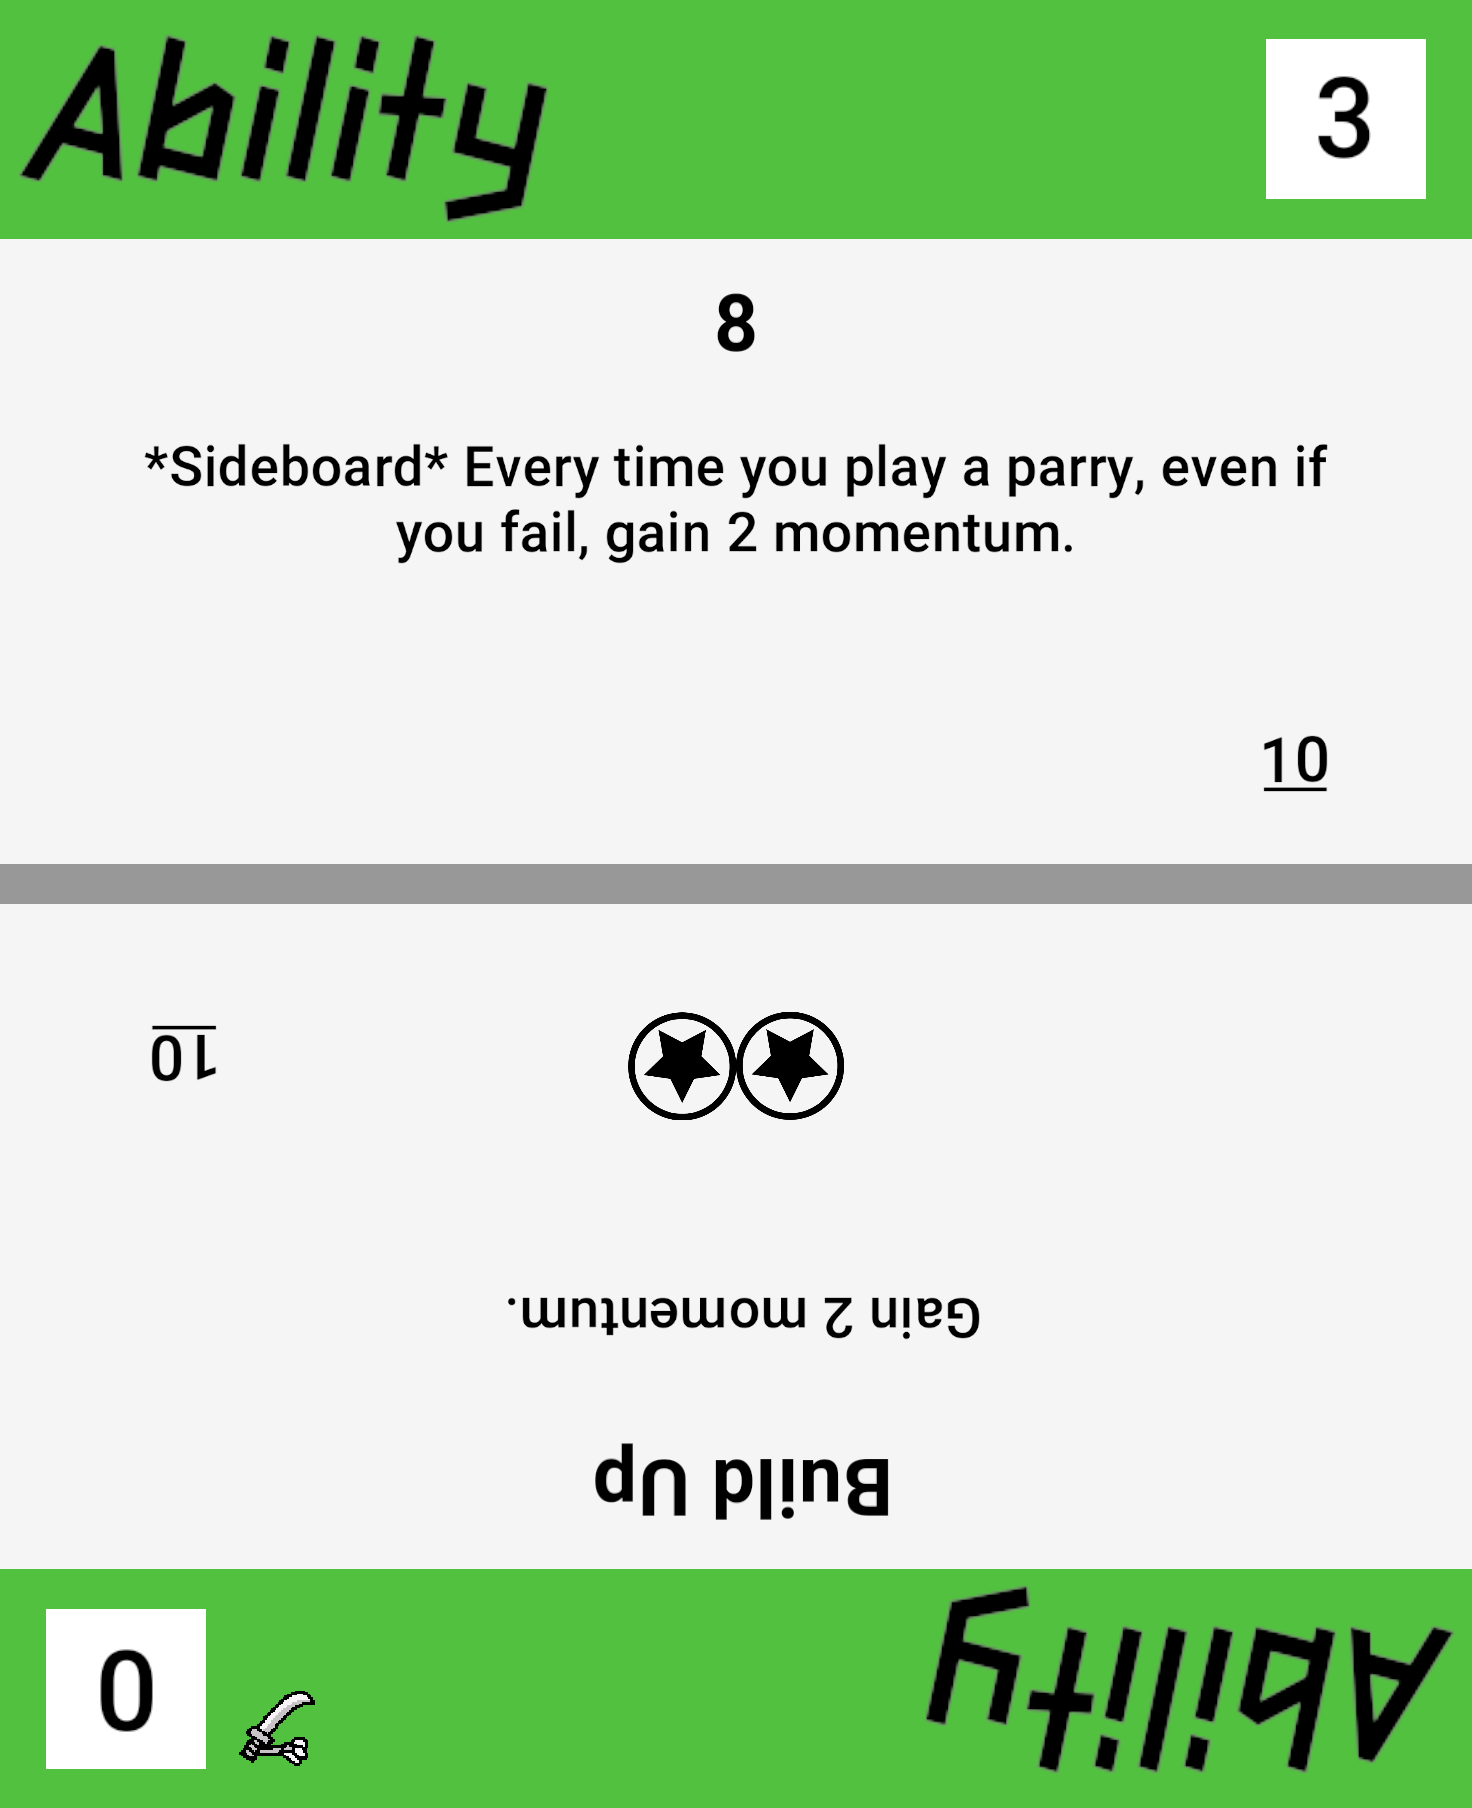 Ability
3
8
*Sideboard* Every time you play a parry, even if
you fail, gain 2 momentum.
10
Ability
0
Build Up
Gain 2 momentum.
10